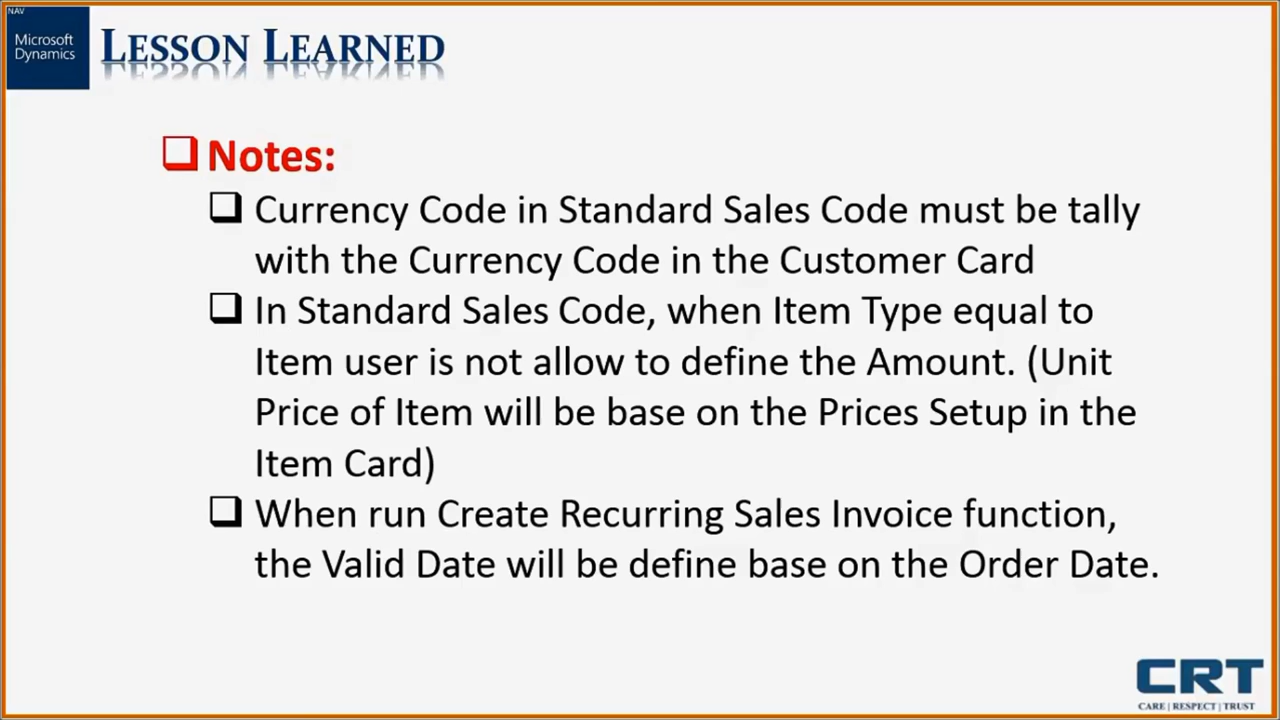 NAV
Microsoft
Dynamics
LESSON LEARNED
Notes:
Currency Code in Standard Sales Code must be tally
with the Currency Code in the Customer Card
In Standard Sales Code, when Item Type equal to
Item user is not allow to define the Amount. (Unit
Price of Item will be base on the Prices Setup in the
Item Card)
When run Create Recurring Sales Invoice function,
the Valid Date will be define base on the Order Date.
CRT
CARE | RESPECT | TRUST